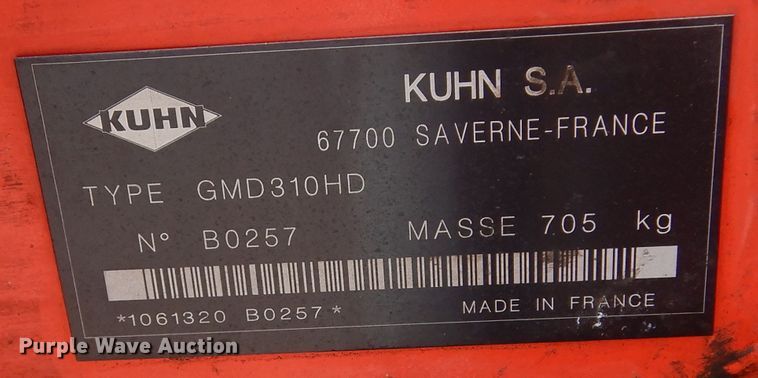 KUHN
KUHN S.A.
67700 SAVERNE-FRANCE
TYPE GMD310HD
N° B0257 MASSE 705 kg
*1061320 B0257*
MADE IN FRANCE
Purple Wave Auction